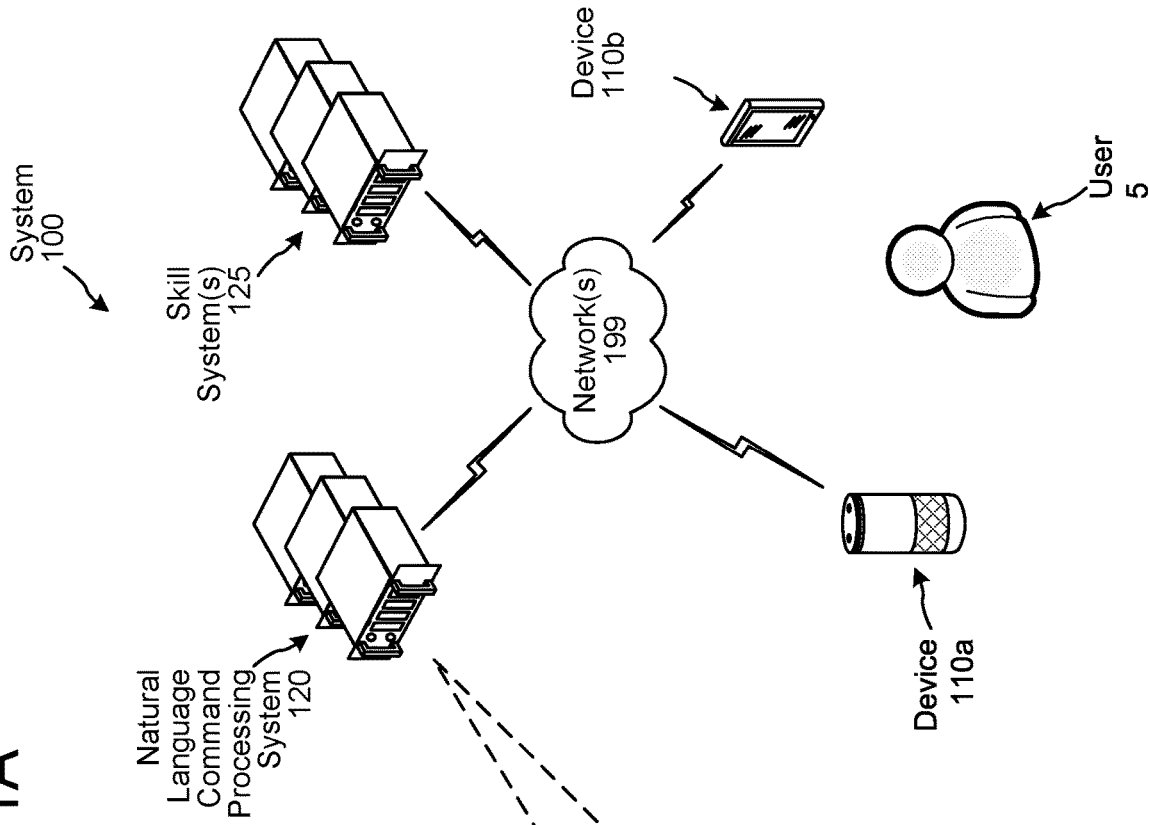 1A
System
100
Natural
Language
Command
Processing
System
120
Skill
System(s)
125
Network(s)
199
Device
110b
Device
110a
User
5